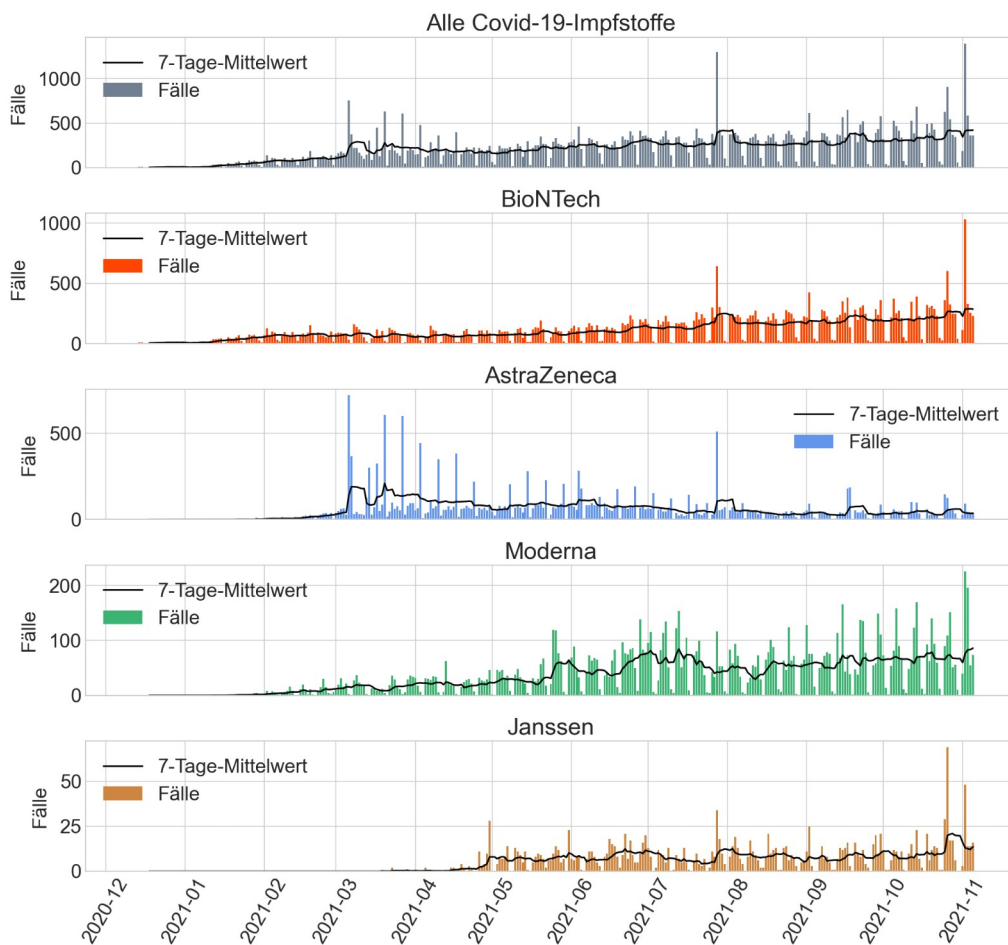 Alle Covid-19-Impfstoffe
Fälle
1000
500
0
7-Tage-Mittelwert
Fälle
BioNTech
Fälle
1000
500
0
7-Tage-Mittelwert
Fälle
AstraZeneca
Fälle
500
0
7-Tage-Mittelwert
Fälle
Moderna
Fälle
200
100
0
7-Tage-Mittelwert
Fälle
Janssen
Fälle
50
25
0
7-Tage-Mittelwert
Fälle
2020-12
2021-01
2021-02
2021-03
2021-04
2021-05
2021-06
2021-07
2021-08
2021-09
2021-10
2021-11